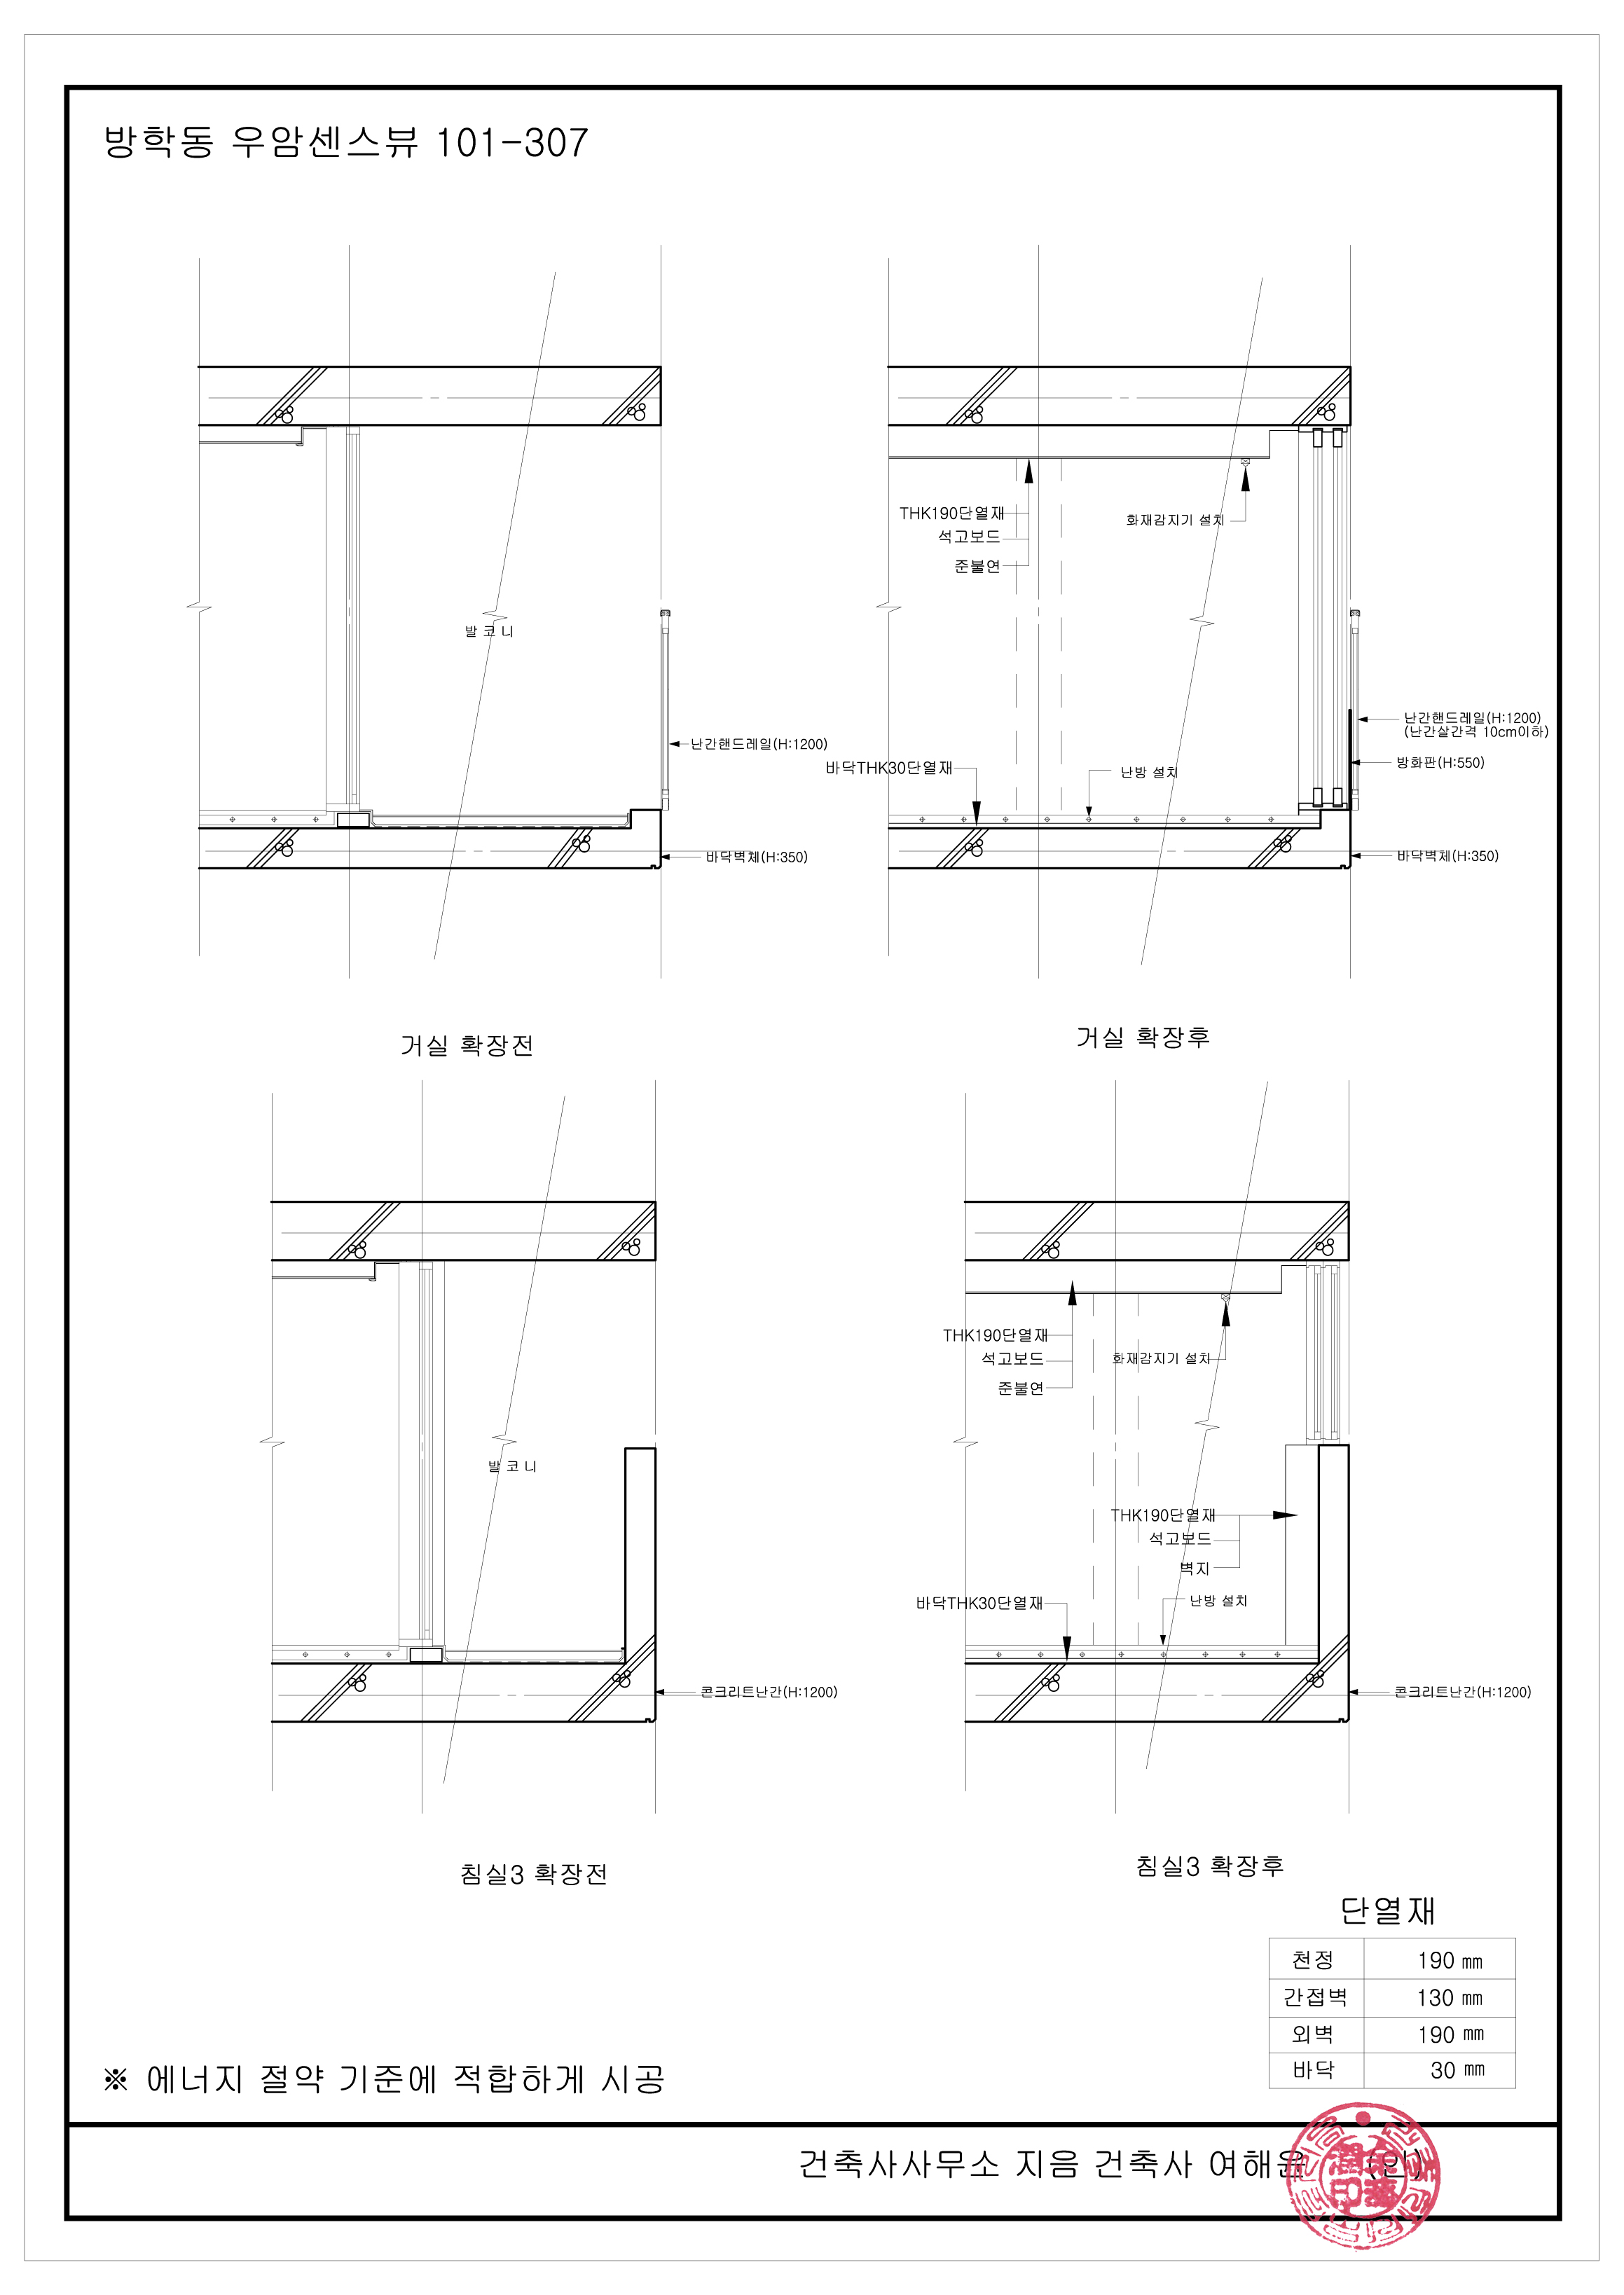 방학동 우암센스뷰 101-307
THK190단열재
석고보드
준불연
화재감지기 설치
발 코 니
난간핸드레일(H:1200)
바닥벽체(H:350)
바닥THK30단열재
난방 설치
난간핸드레일(H:1200)
(난간살간격 10cm이하)
방화판(H:550)
바닥벽체(H:350)
거실 확장전
거실 확장후
발 코 니
콘크리트난간(H:1200)
THK190단열재
석고보드
준불연
화재감지기 설치
THK190단열재
석고보드
벽지
바닥THK30단열재
난방 설치
콘크리트난간(H:1200)
침실3 확장전
침실3 확장후
단열재
천정 190 ㎜
간접벽 130 ㎜
외벽 190 ㎜
바닥 30 ㎜
※ 에너지 절약 기준에 적합하게 시공
건축사사무소 지음 건축사 여해윤 (인)